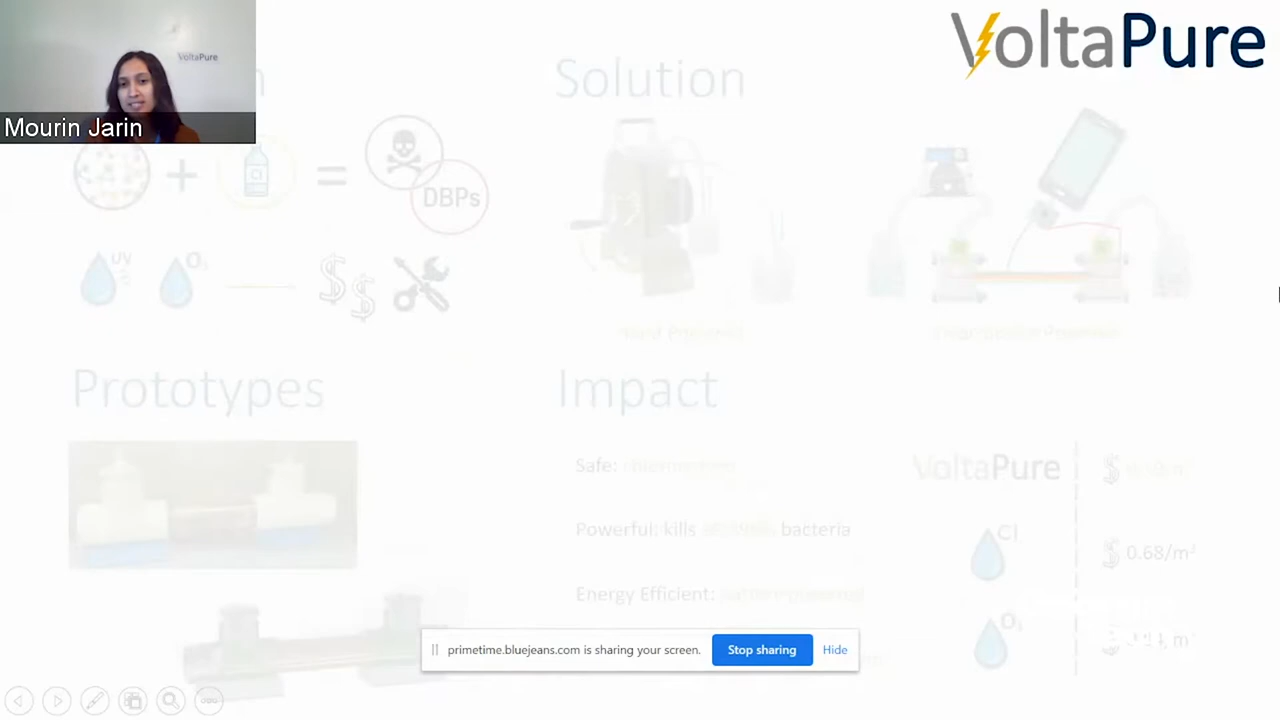 VoltaPure
VoltaPure
Mourin Jarin
Solution
DBPs
UV
Prototypes
Impact
Safe:
VoltaPure
$
Powerful: kills bacteria
Cl
$ 0.68/m³
Energy Efficient:
O₃
$
primetime.bluejeans.com is sharing your screen.
Stop sharing
Hide